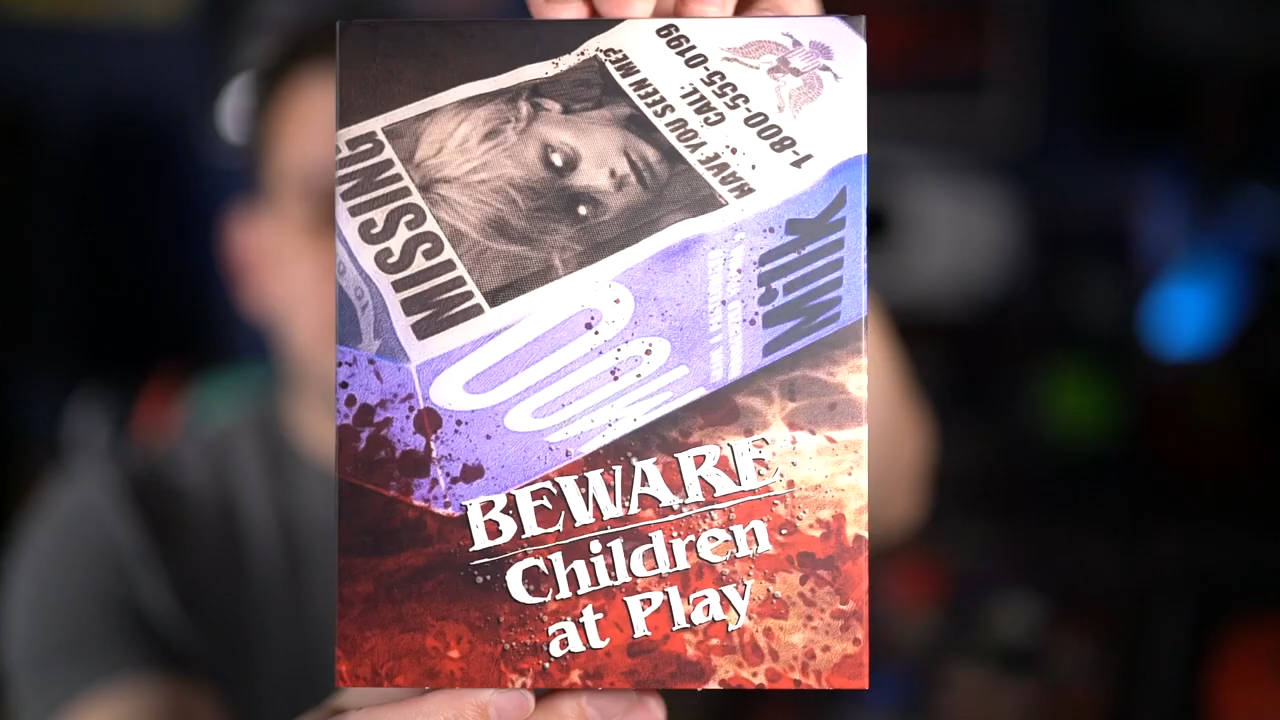 MISSING
HAVE YOU SEEN ME?
CALL:
1-800-555-0199
MILK
BEWARE
Children
at Play